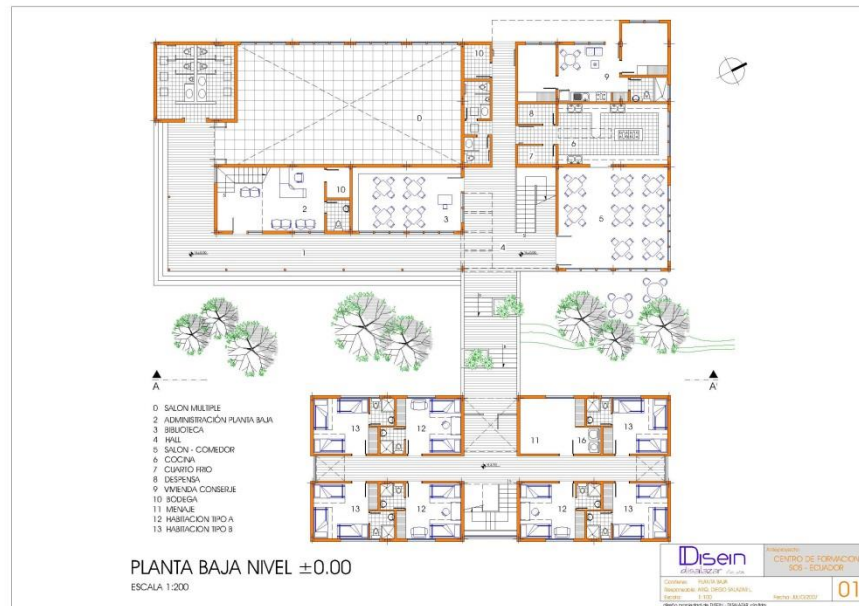 10
9
8
0
6
7
10
2
3
5
1
4
A
A'
0 SALON MULTIPLE
2 ADMINISTRACIÓN PLANTA BAJA
3 BIBLIOTECA
4 HALL
5 SALON - COMEDOR
6 COCINA
7 CUARTO FRIO
8 DESPENSA
9 VIVIENDA CONSERJE
10 BODEGA
11 MENAJE
12 HABITACION TIPO A
13 HABITACION TIPO B
13
12
11
16
13
13
12
12
13
PLANTA BAJA NIVEL ±0.00
ESCALA 1:200
Disein
disalazar
CENTRO DE FORMACION
SOS - ECUADOR
PLANTA BAJA
01